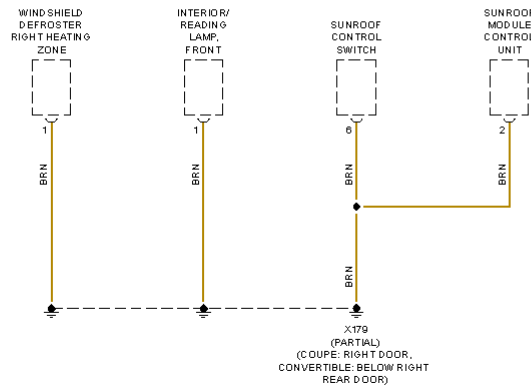 WINDSHIELD
DEFROSTER
RIGHT HEATING
ZONE
INTERIOR/
READING
LAMP,
FRONT
SUNROOF
CONTROL
SWITCH
SUNROOF
MODULE
CONTROL
UNIT
1
1
6
2
BRN
BRN
BRN
BRN
BRN
X179
(PARTIAL)
(COUPE: RIGHT DOOR,
CONVERTIBLE: BELOW RIGHT
REAR DOOR)